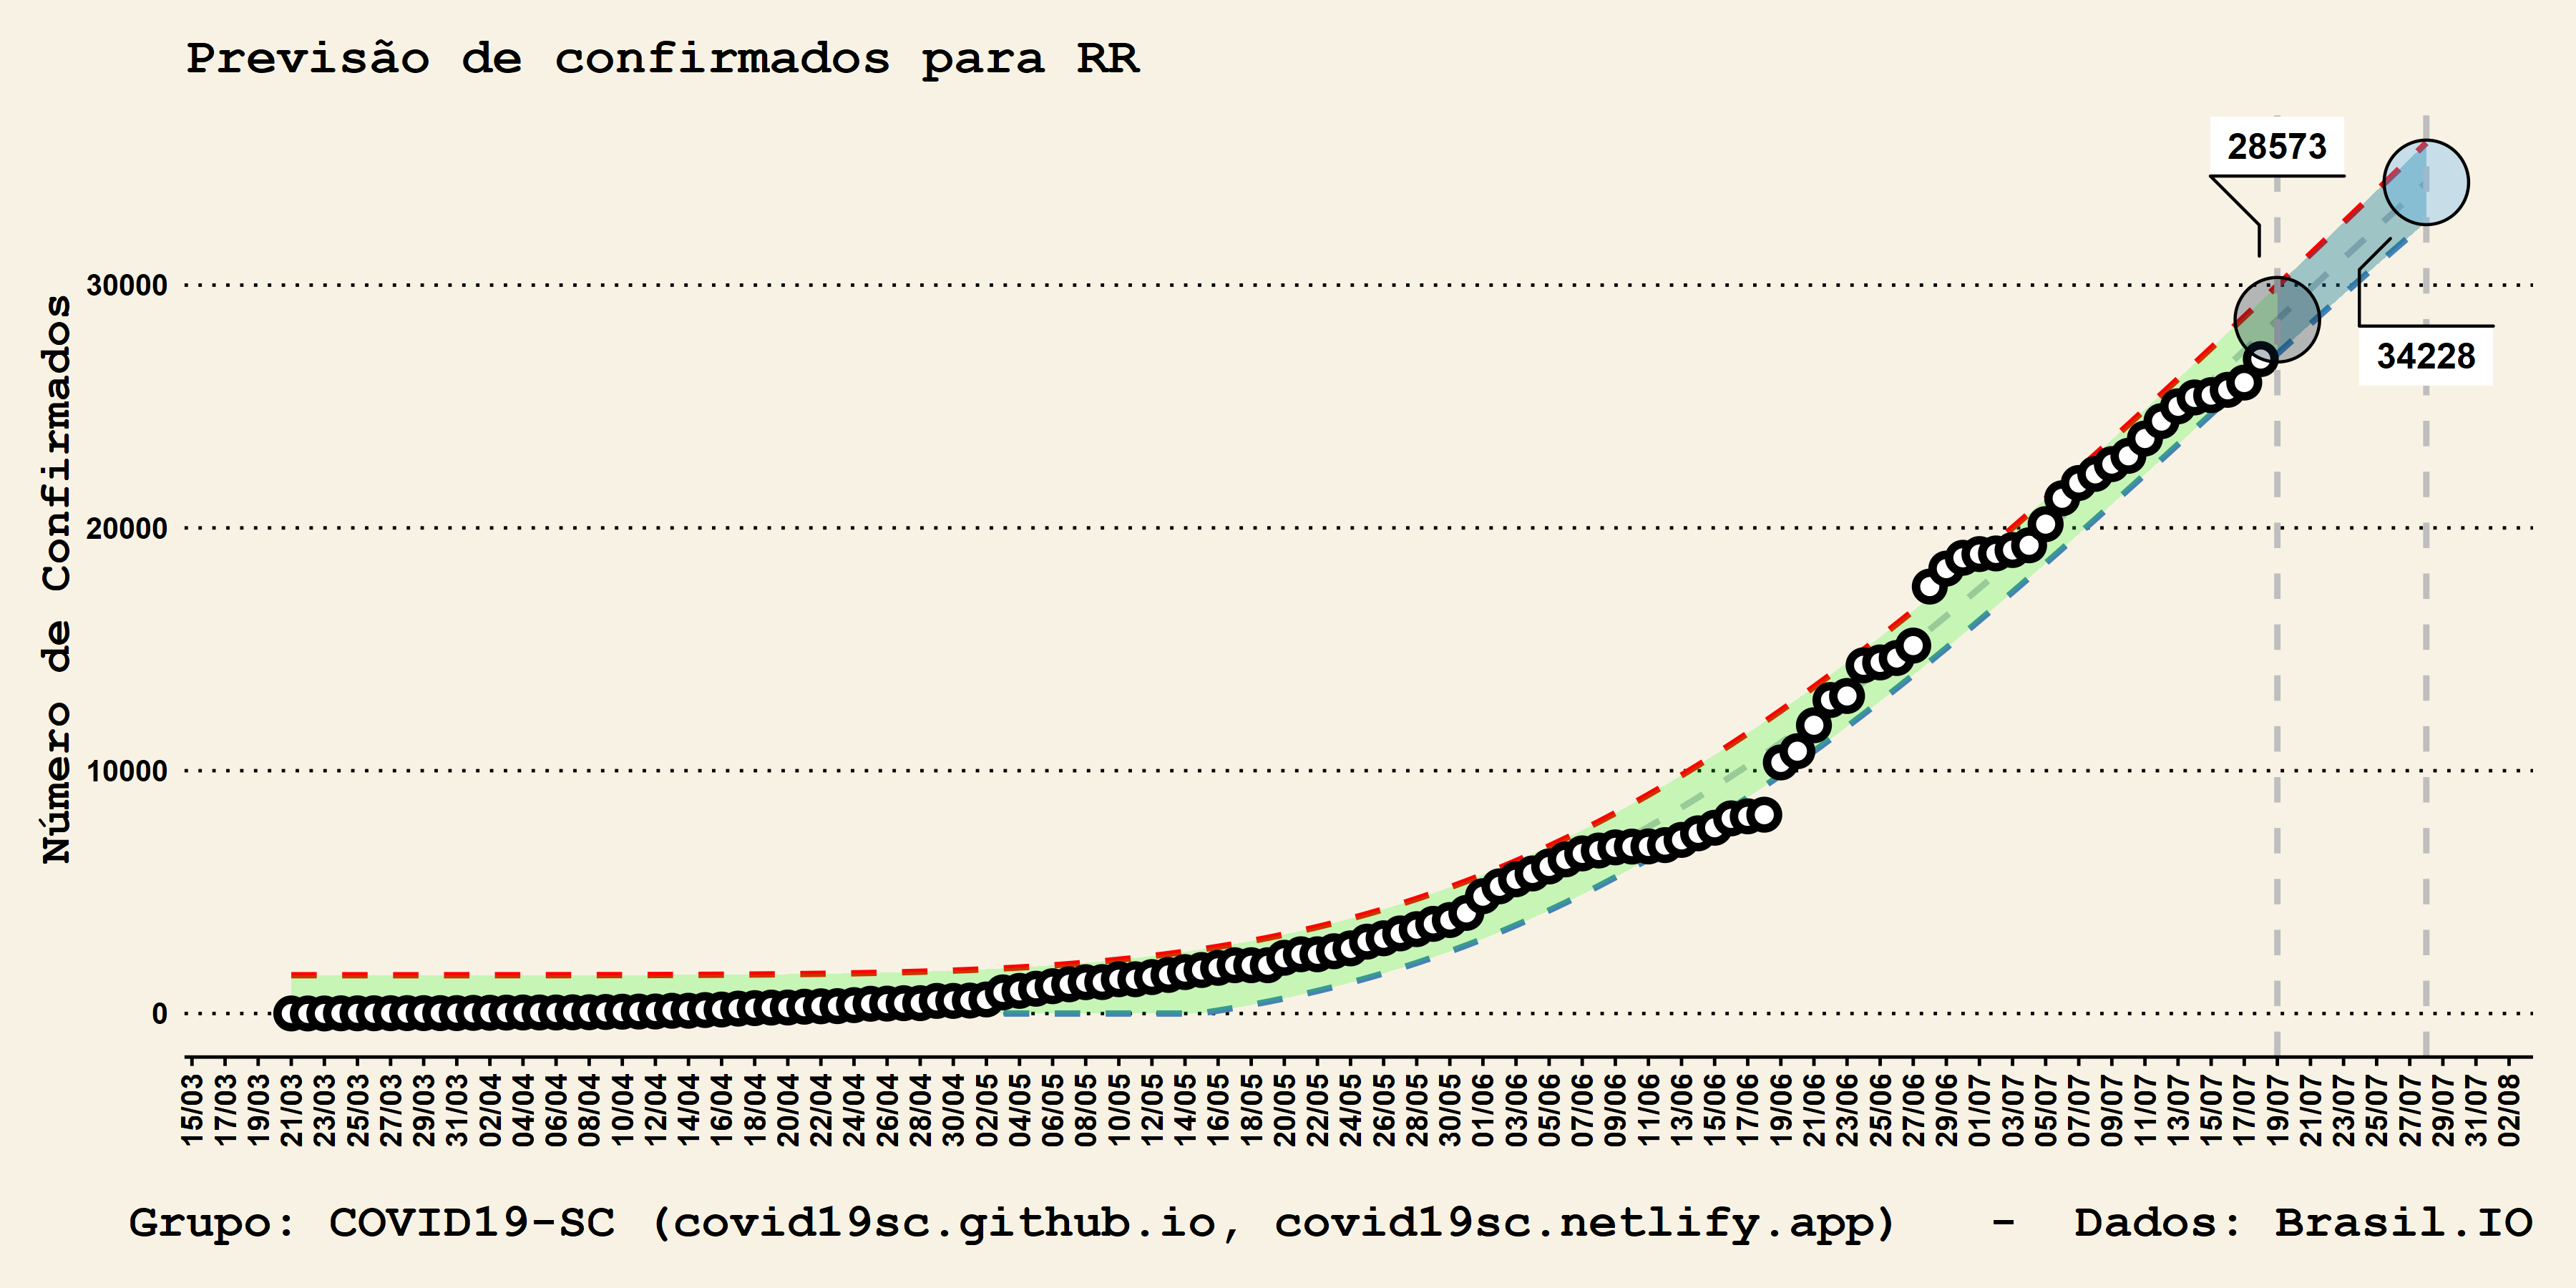 Previsão de confirmados para RR
28573
34228
Número de Confirmados
30000
20000
10000
0
15/03 17/03 19/03 21/03 23/03 25/03 27/03 29/03 31/03 02/04 04/04 06/04 08/04 10/04 12/04 14/04 16/04 18/04 20/04 22/04 24/04 26/04 28/04 30/04 02/05 04/05 06/05 08/05 10/05 12/05 14/05 16/05 18/05 20/05 22/05 24/05 26/05 28/05 30/05 01/06 03/06 05/06 07/06 09/06 11/06 13/06 15/06 17/06 19/06 21/06 23/06 25/06 27/06 29/06 01/07 03/07 05/07 07/07 09/07 11/07 13/07 15/07 17/07 19/07 21/07 23/07 25/07 27/07 29/07 31/07 02/08
Grupo: COVID19-SC (covid19sc.github.io, covid19sc.netlify.app) - Dados: Brasil.IO